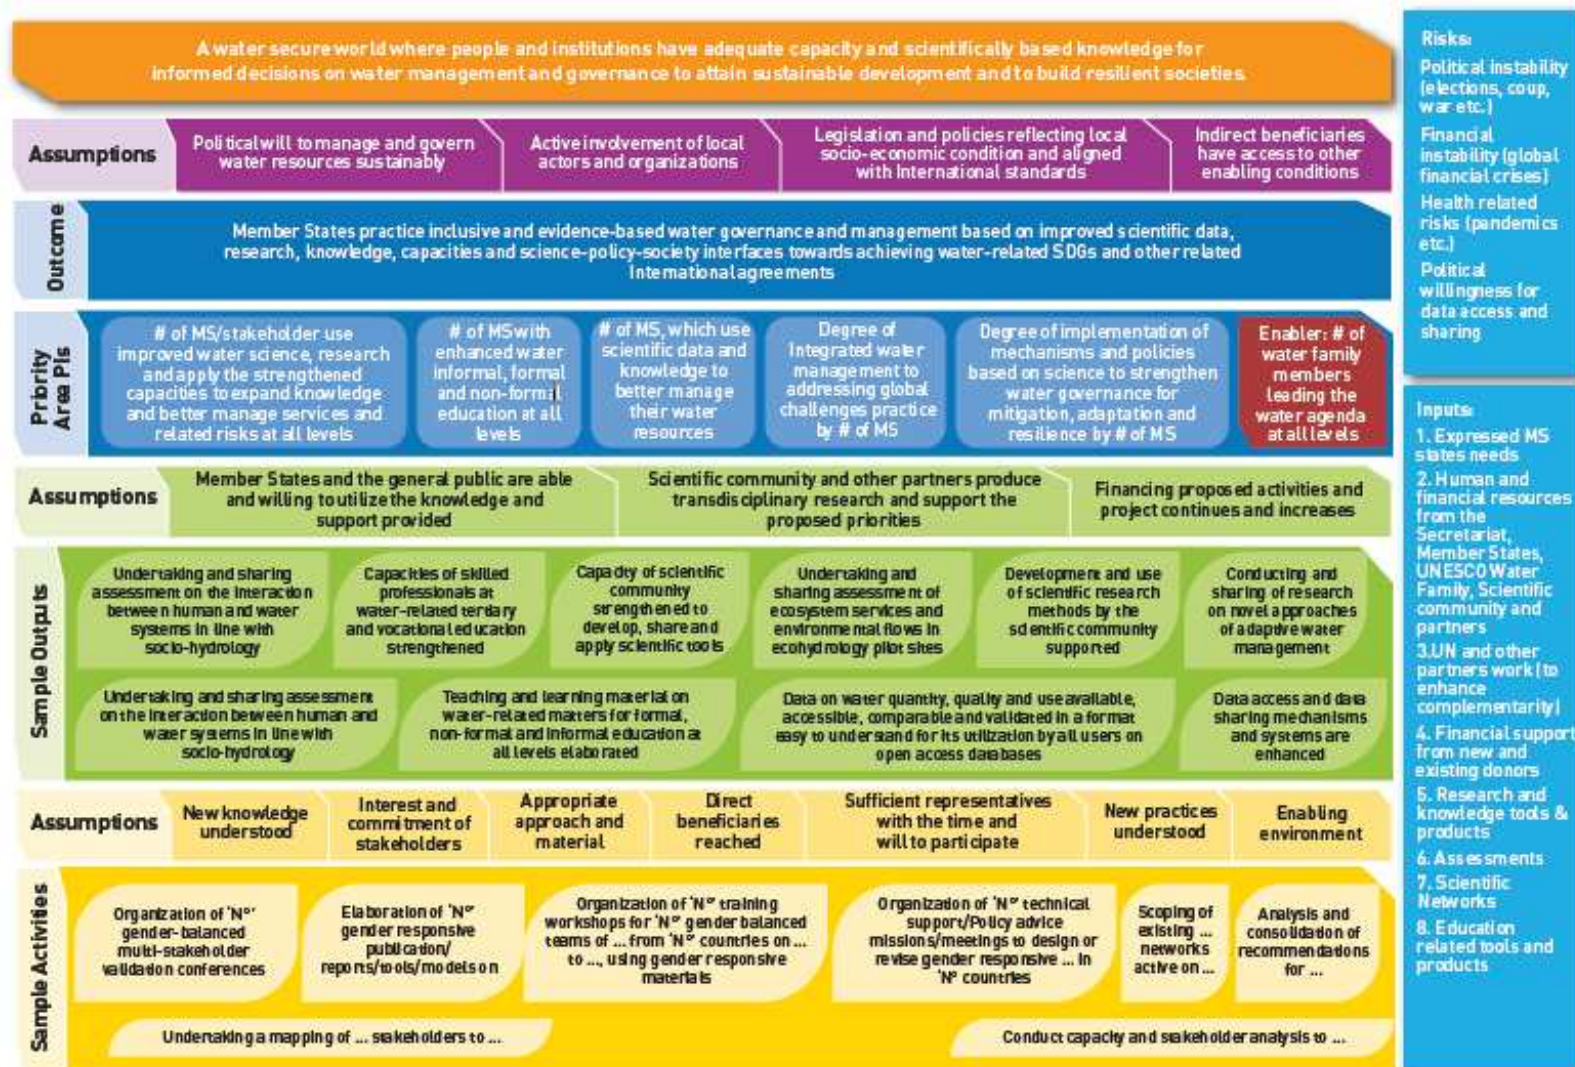 A water secure world where people and institutions have adequate capacity and scientifically based knowledge for
informed decisions on water management and governance to attain sustainable development and to build resilient societies.
Assumptions
Political will to manage and govern
water resources sustainably
Active involvement of local
actors and organizations
Legislation and policies reflecting local
socio-economic condition and aligned
with International standards
Indirect beneficiaries
have access to other
enabling conditions
Outcome
Member States practice inclusive and evidence-based water governance and management based on improved scientific data,
research, knowledge, capacities and science-policy-society interfaces towards achieving water-related SDGs and other related
International agreements
Priority
Area PIs
# of MS/stakeholder use
improved water science, research
and apply the strengthened
capacities to expand knowledge
and better manage services and
related risks at all levels
# of MS with
enhanced water
informal, formal
and non-formal
education at all
levels
# of MS, which use
scientific data and
knowledge to
better manage
their water
resources
Degree of
Integrated water
management to
addressing global
challenges practice
by # of MS
Degree of implementation of
mechanisms and policies
based on science to strengthen
water governance for
mitigation, adaptation and
resilience by # of MS
Enabler: # of
water family
members
leading the
water agenda
at all levels
Assumptions
Member States and the general public are able
and willing to utilize the knowledge and
support provided
Scientific community and other partners produce
transdisciplinary research and support the
proposed priorities
Financing proposed activities and
project continues and increases
Sample Outputs
Undertaking and sharing
assessment on the interaction
between human and water
systems in line with
socio-hydrology
Capacities of skilled
professionals at
water-related tertiary
and vocational education
strengthened
Capacity of scientific
community
strengthened to
develop, share and
apply scientific tools
Undertaking and
sharing assessment of
ecosystem services and
environmental flows in
ecohydrology pilot sites
Development and use
of scientific research
methods by the
scientific community
supported
Conducting and
sharing of research
on novel approaches
of adaptive water
management
Undertaking and sharing assessment
on the interaction between human and
water systems in line with
socio-hydrology
Teaching and learning material on
water-related matters for formal,
non-formal and informal education at
all levels elaborated
Data on water quantity, quality and use available,
accessible, comparable and validated in a format
easy to understand for its utilization by all users on
open access databases
Data access and data
sharing mechanisms
and systems are
enhanced
Assumptions
New knowledge
understood
Interest and
commitment of
stakeholders
Appropriate
approach and
material
Direct
beneficiaries
reached
Sufficient representatives
with the time and
will to participate
New practices
understood
Enabling
environment
Sample Activities
Organization of 'Nº'
gender-balanced
multi-stakeholder
validation conferences
Elaboration of 'Nº'
gender responsive
publication/
reports/tools/models on
Organization of 'Nº' training
workshops for 'Nº' gender balanced
teams of ... from 'Nº' countries on ...
to ..., using gender responsive
materials
Organization of 'Nº' technical
support/Policy advice
missions/meetings to design or
revise gender responsive ... in
'Nº' countries
Scoping of
existing ...
networks
active on ...
Analysis and
consolidation of
recommendations
for ...
Undertaking a mapping of ... stakeholders to ...
Conduct capacity and stakeholder analysis to ...
Risks:
Political instability
(elections, coup,
war etc.)
Financial
instability (global
financial crises)
Health related
risks (pandemics
etc.)
Political
willingness for
data access and
sharing
Inputs:
1. Expressed MS
states needs
2. Human and
financial resources
from the
Secretariat,
Member States,
UNESCO Water
Family, Scientific
community and
partners
3.UN and other
partners work (to
enhance
complementarity)
4. Financial support
from new and
existing donors
5. Research and
knowledge tools &
products
6. Assessments
7. Scientific
Networks
8. Education
related tools and
products